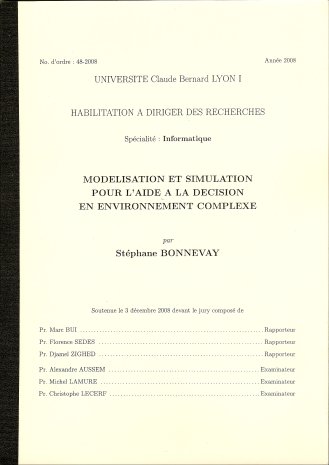 No. d'ordre : 48-2008 Année 2008
UNIVERSITE Claude Bernard LYON I
HABILITATION A DIRIGER DES RECHERCHES
Spécialité : Informatique
MODELISATION ET SIMULATION
POUR L'AIDE A LA DECISION
EN ENVIRONNEMENT COMPLEXE
par
Stéphane BONNEVAY
Soutenue le 3 décembre 2008 devant le jury composé de
Pr. Marc BUI ........ Rapporteur
Pr. Florence SEDES ........ Rapporteur
Pr. Djamel ZIGHED ........ Rapporteur
Pr. Alexandre AUSSEM ........ Examinateur
Pr. Michel LAMURE ........ Examinateur
Pr. Christophe LECERF ........ Examinateur